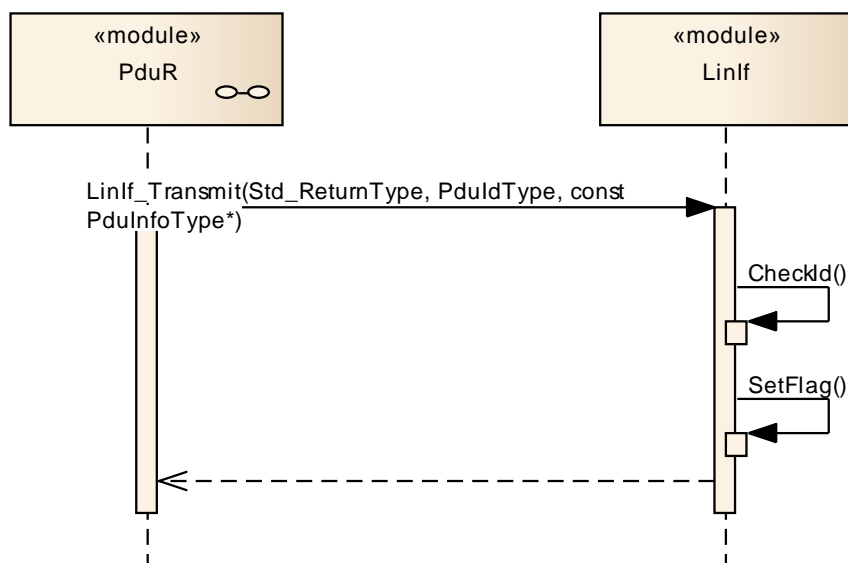 «module»
PduR
«module»
LinIf
LinIf_Transmit(Std_ReturnType, PduIdType, const
PduInfoType*)
CheckId()
SetFlag()